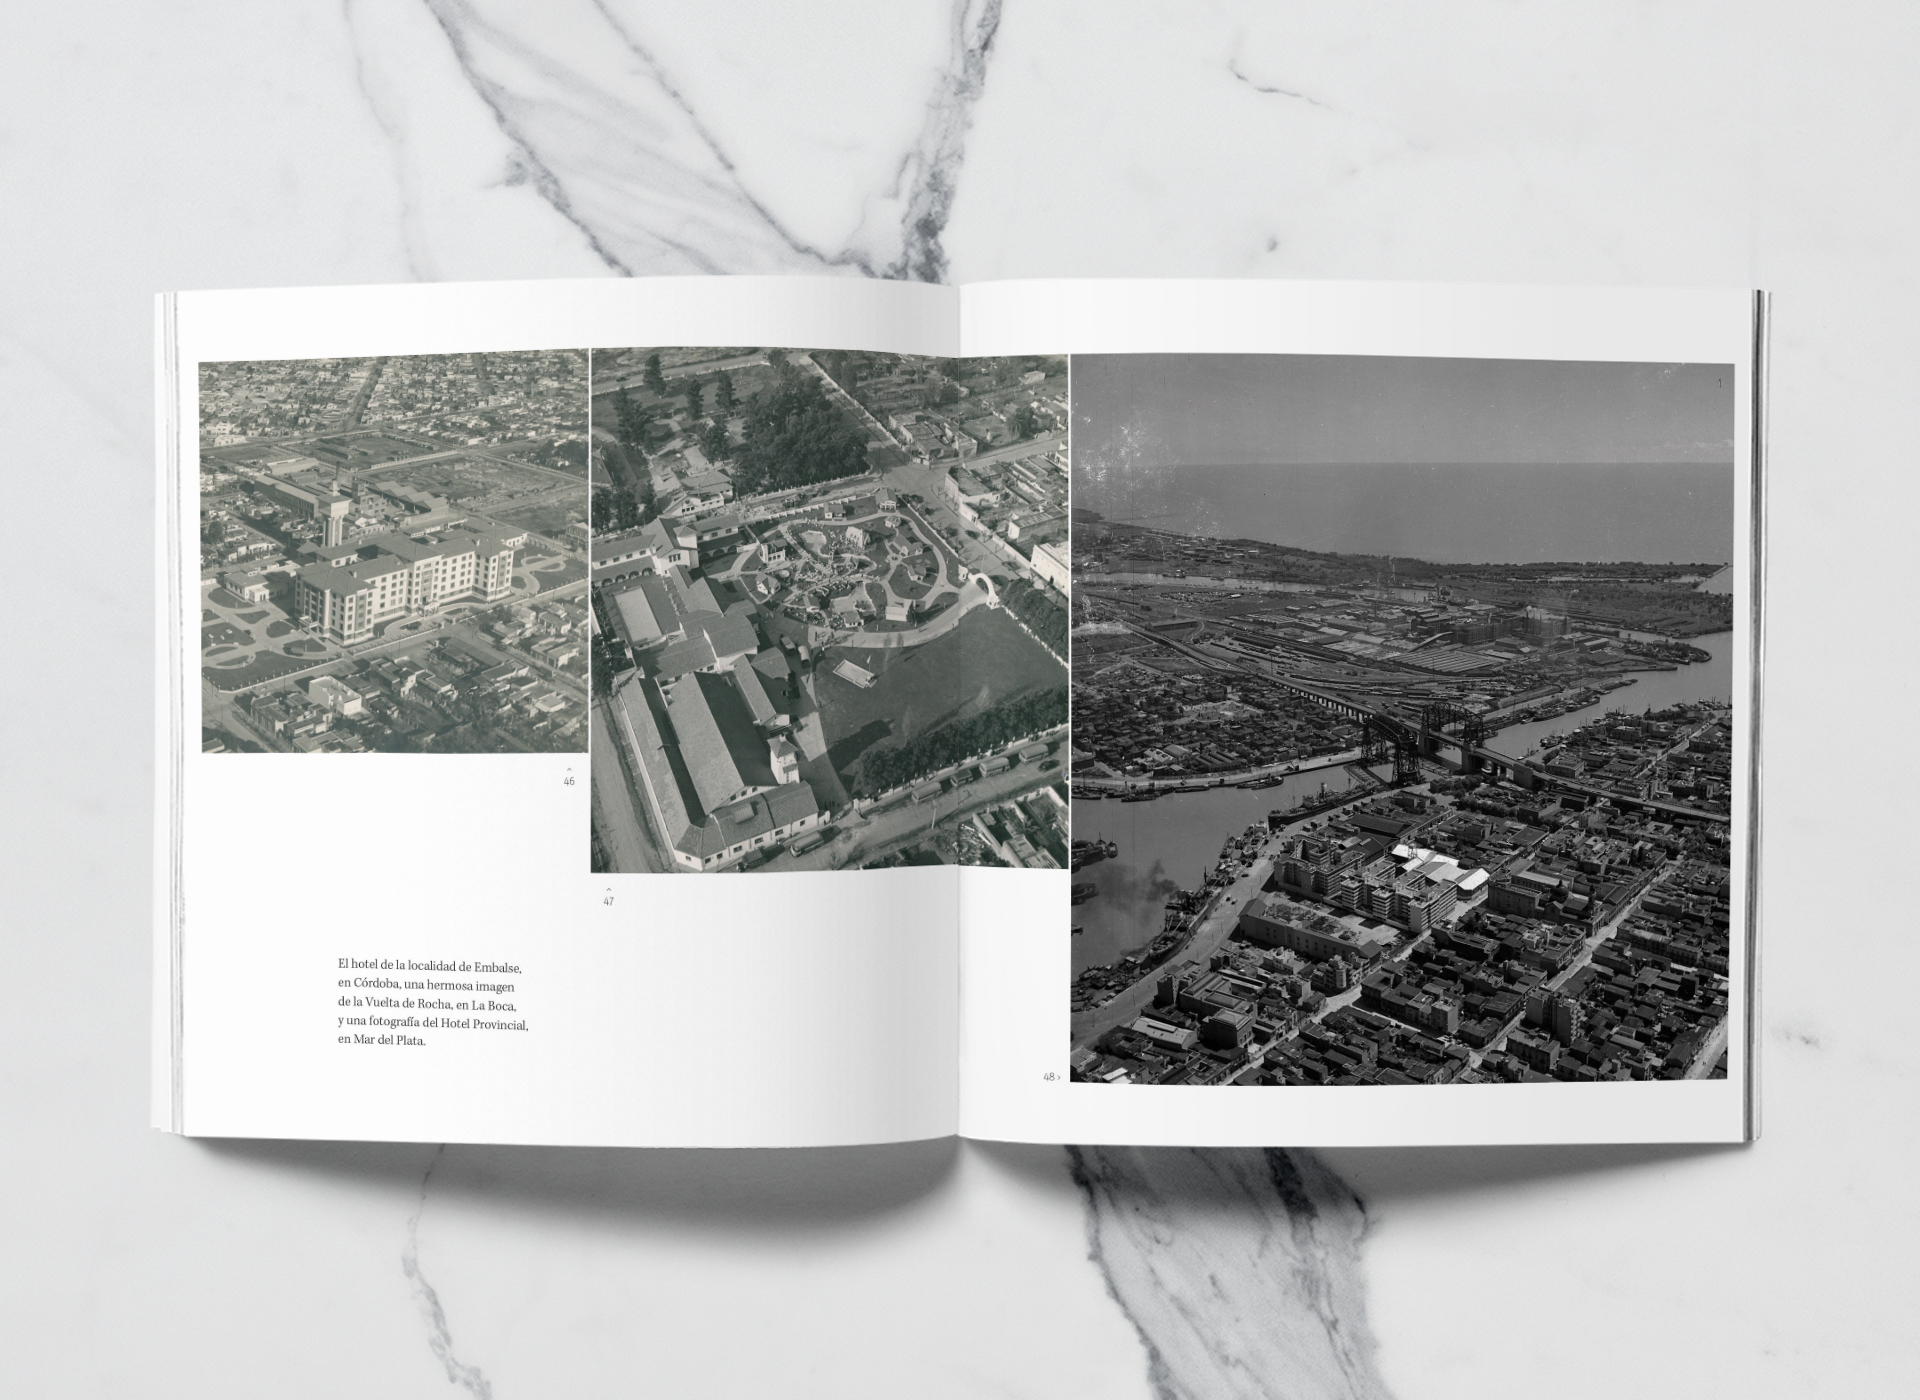 ^
46
^
47
El hotel de la localidad de Embalse,
en Córdoba, una hermosa imagen
de la Vuelta de Rocha, en La Boca,
y una fotografía del Hotel Provincial,
en Mar del Plata.
48 ›